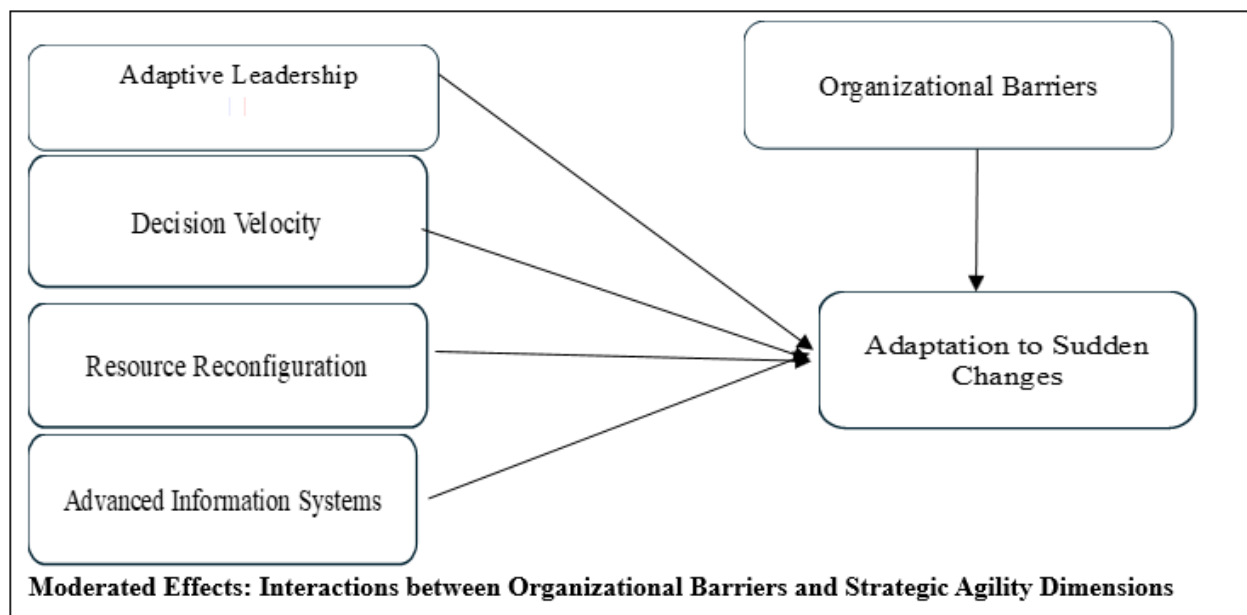 Adaptive Leadership
Organizational Barriers
Decision Velocity
Resource Reconfiguration
Adaptation to Sudden
Changes
Advanced Information Systems
Moderated Effects: Interactions between Organizational Barriers and Strategic Agility Dimensions